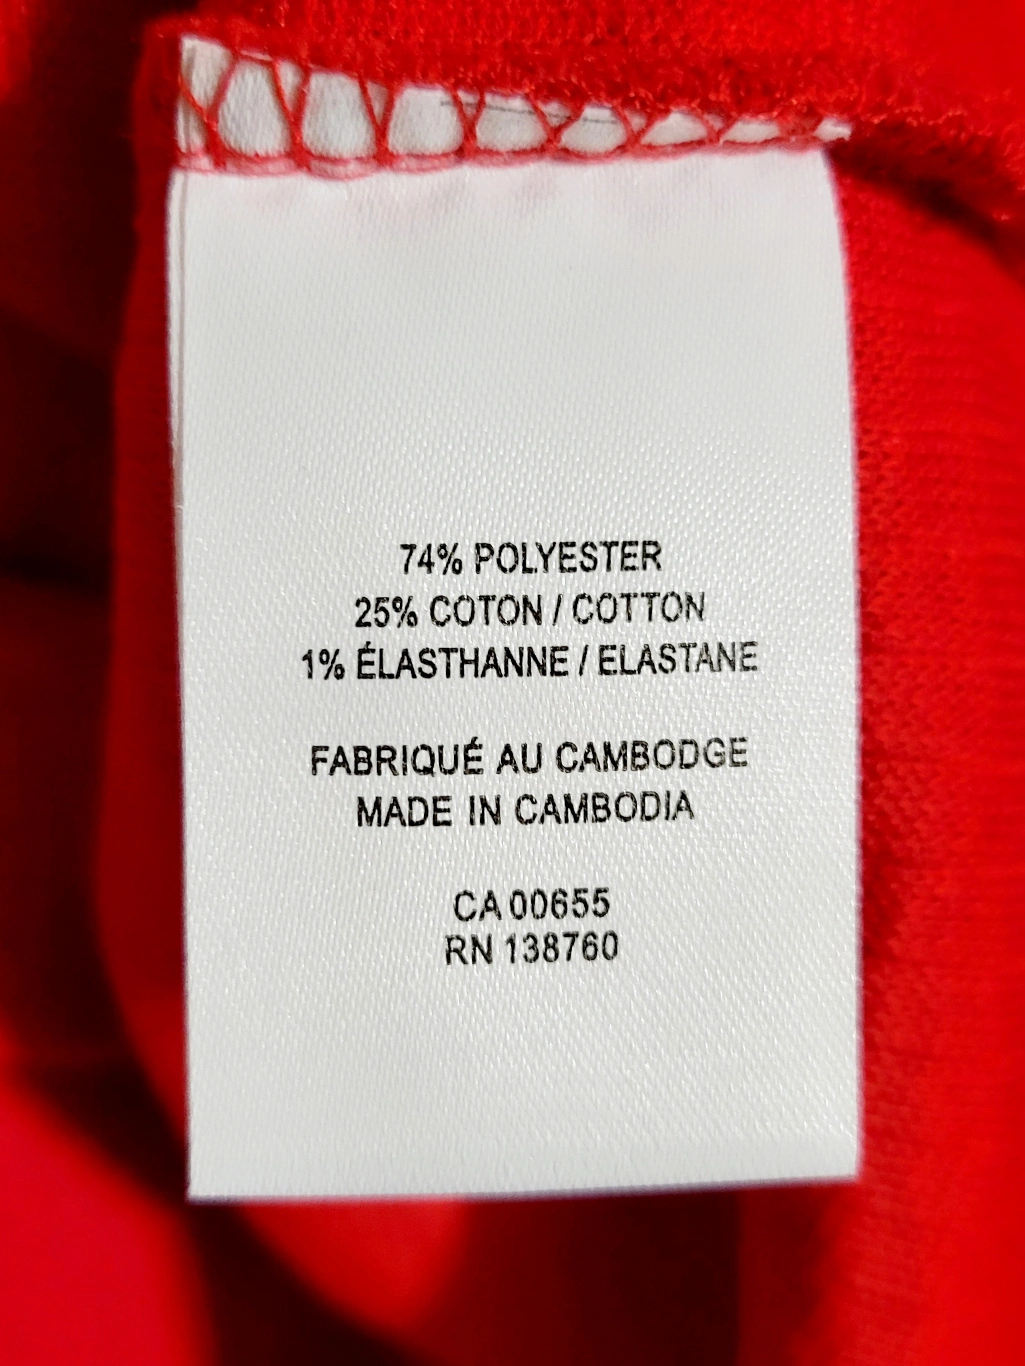 74% POLYESTER
25% COTON / COTTON
1% ÉLASTHANNE / ELASTANE
FABRIQUÉ AU CAMBODGE
MADE IN CAMBODIA
CA 00655
RN 138760